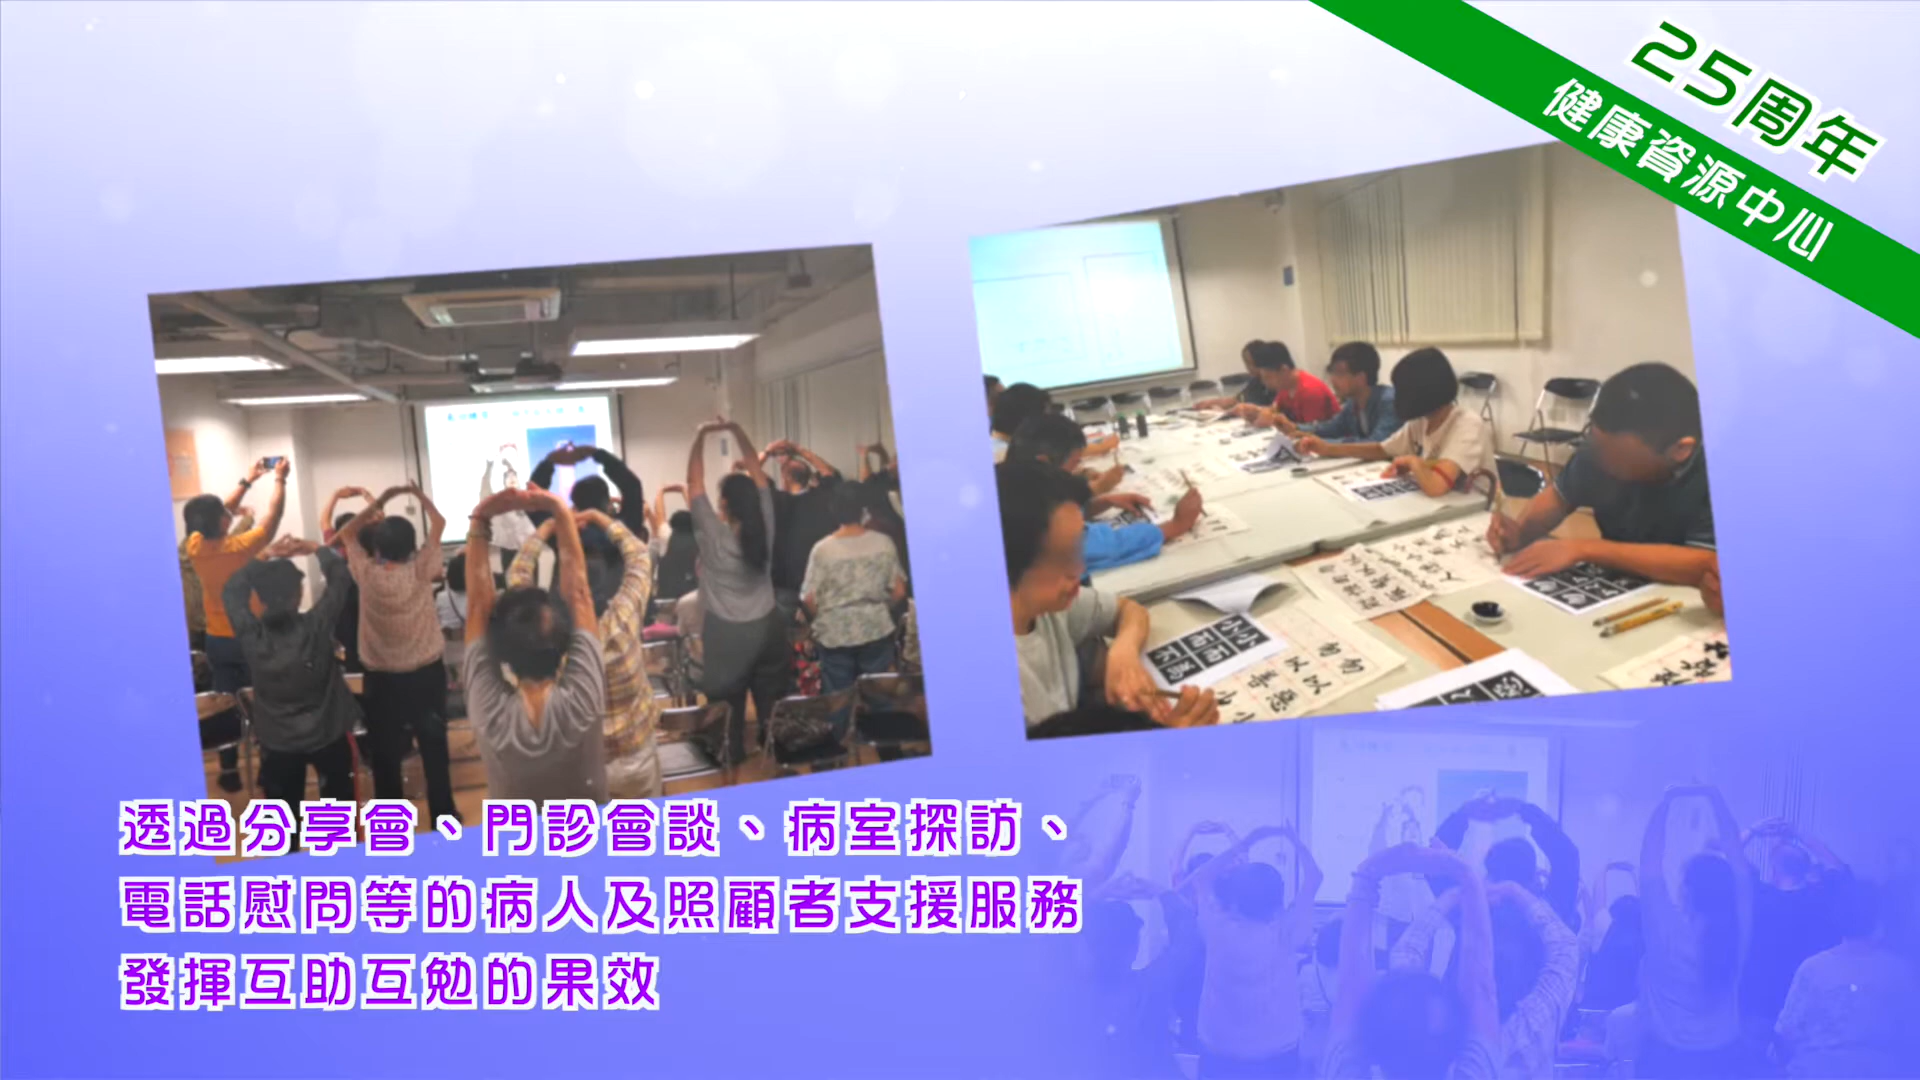 25周年
健康資源中心
透過分享會、門診會談、病室探訪、
電話慰問等的病人及照顧者支援服務
發揮互助互勉的果效